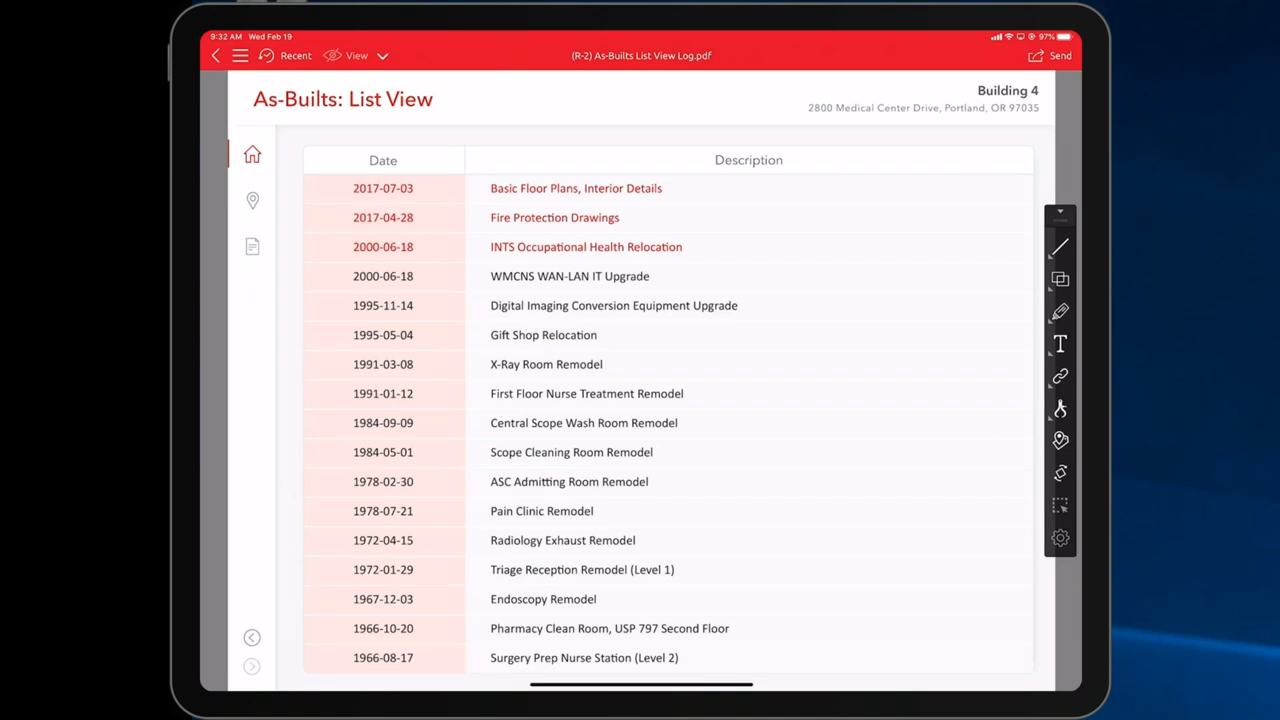 9:32 AM Wed Feb 19 97%
Recent View (R-2) As-Builts List View Log.pdf Send
As-Builts: List View
Building 4
2800 Medical Center Drive, Portland, OR 97035
Date Description
2017-07-03 Basic Floor Plans, Interior Details
2017-04-28 Fire Protection Drawings
2000-06-18 INTS Occupational Health Relocation
2000-06-18 WMCNS WAN-LAN IT Upgrade
1995-11-14 Digital Imaging Conversion Equipment Upgrade
1995-05-04 Gift Shop Relocation
1991-03-08 X-Ray Room Remodel
1991-01-12 First Floor Nurse Treatment Remodel
1984-09-09 Central Scope Wash Room Remodel
1984-05-01 Scope Cleaning Room Remodel
1978-02-30 ASC Admitting Room Remodel
1978-07-21 Pain Clinic Remodel
1972-04-15 Radiology Exhaust Remodel
1972-01-29 Triage Reception Remodel (Level 1)
1967-12-03 Endoscopy Remodel
1966-10-20 Pharmacy Clean Room, USP 797 Second Floor
1966-08-17 Surgery Prep Nurse Station (Level 2)
T